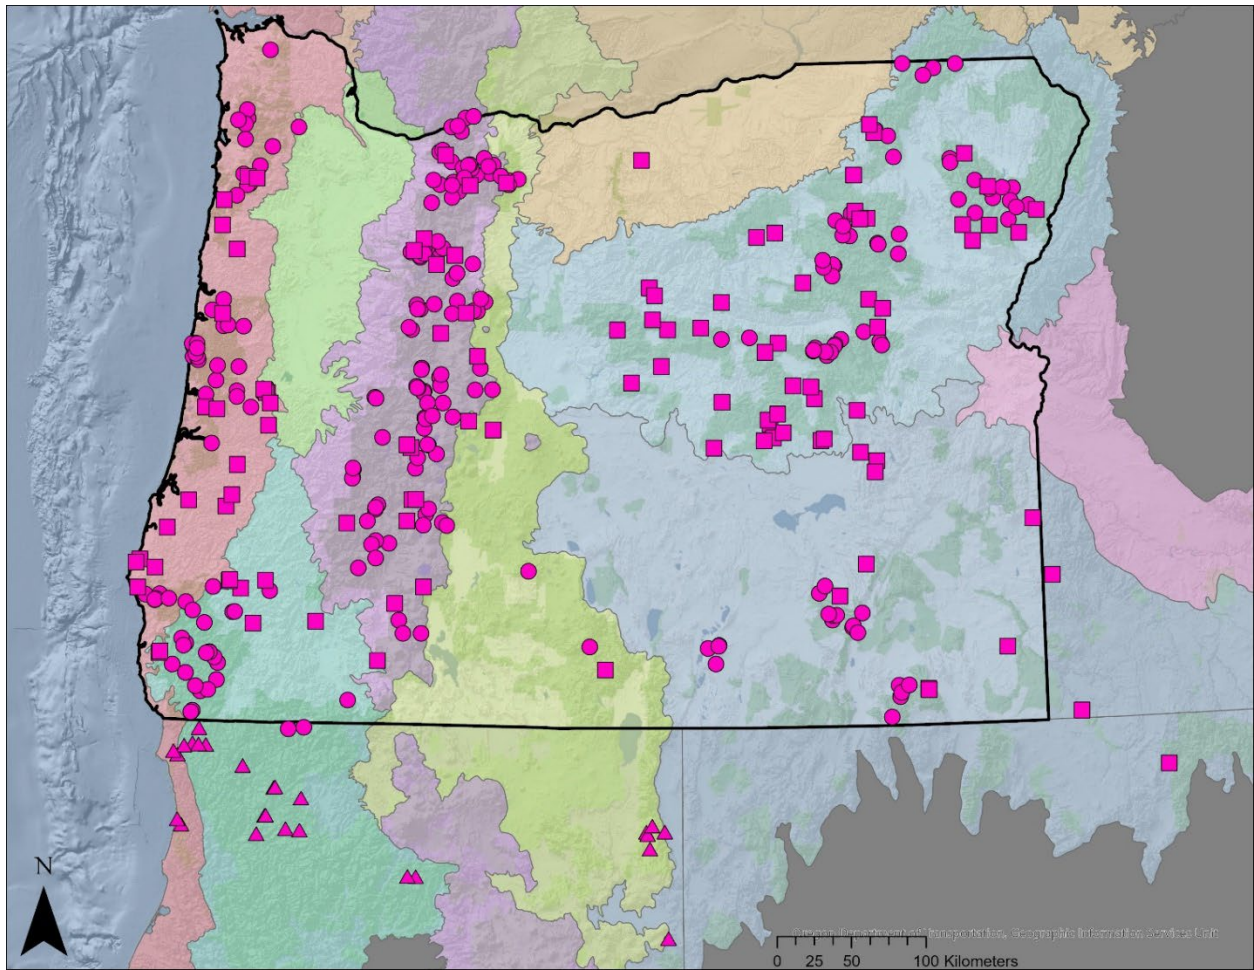 N
Oregon Department of Transportation, Geographic Information Services Unit
0 25 50 100 Kilometers